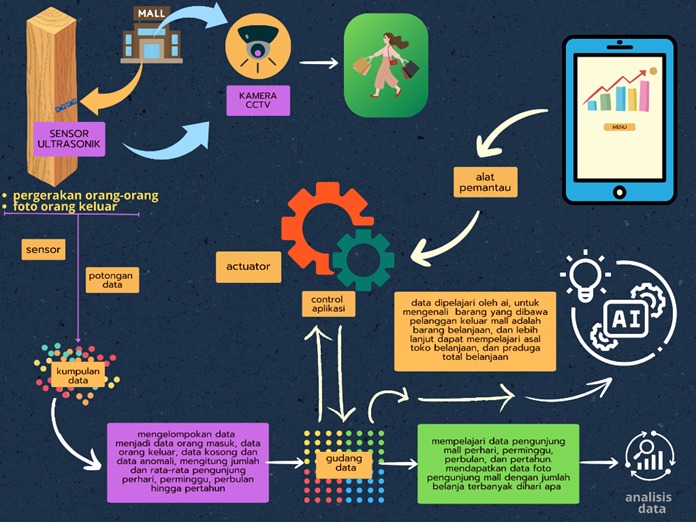 MALL
SENSOR
ULTRASONIK
KAMERA
CCTV
MENU
alat
pemantau
• pergerakan orang-orang
• foto orang keluar
sensor
potongan
data
actuator
control
aplikasi
data dipelajari oleh ai, untuk
mengenali barang yang dibawa
pelanggan keluar mall adalah
barang belanjaan, dan lebih
lanjut dapat mempelajari asal
toko belanjaan, dan praduga
total belanjaan
AI
kumpulan
data
mengelompokan data
menjadi data orang masuk, data
orang keluar, data kosong dan
data anomali, mengitung jumlah
dan rata-rata pengunjung
perhari, perminggu, perbulan
hingga pertahun
gudang
data
mempelajari data pengunjung
mall perhari, perminggu,
perbulan, dan pertahun.
mendapatkan data foto
pengunjung mall dengan jumlah
belanja terbanyak dihari apa
analisis
data